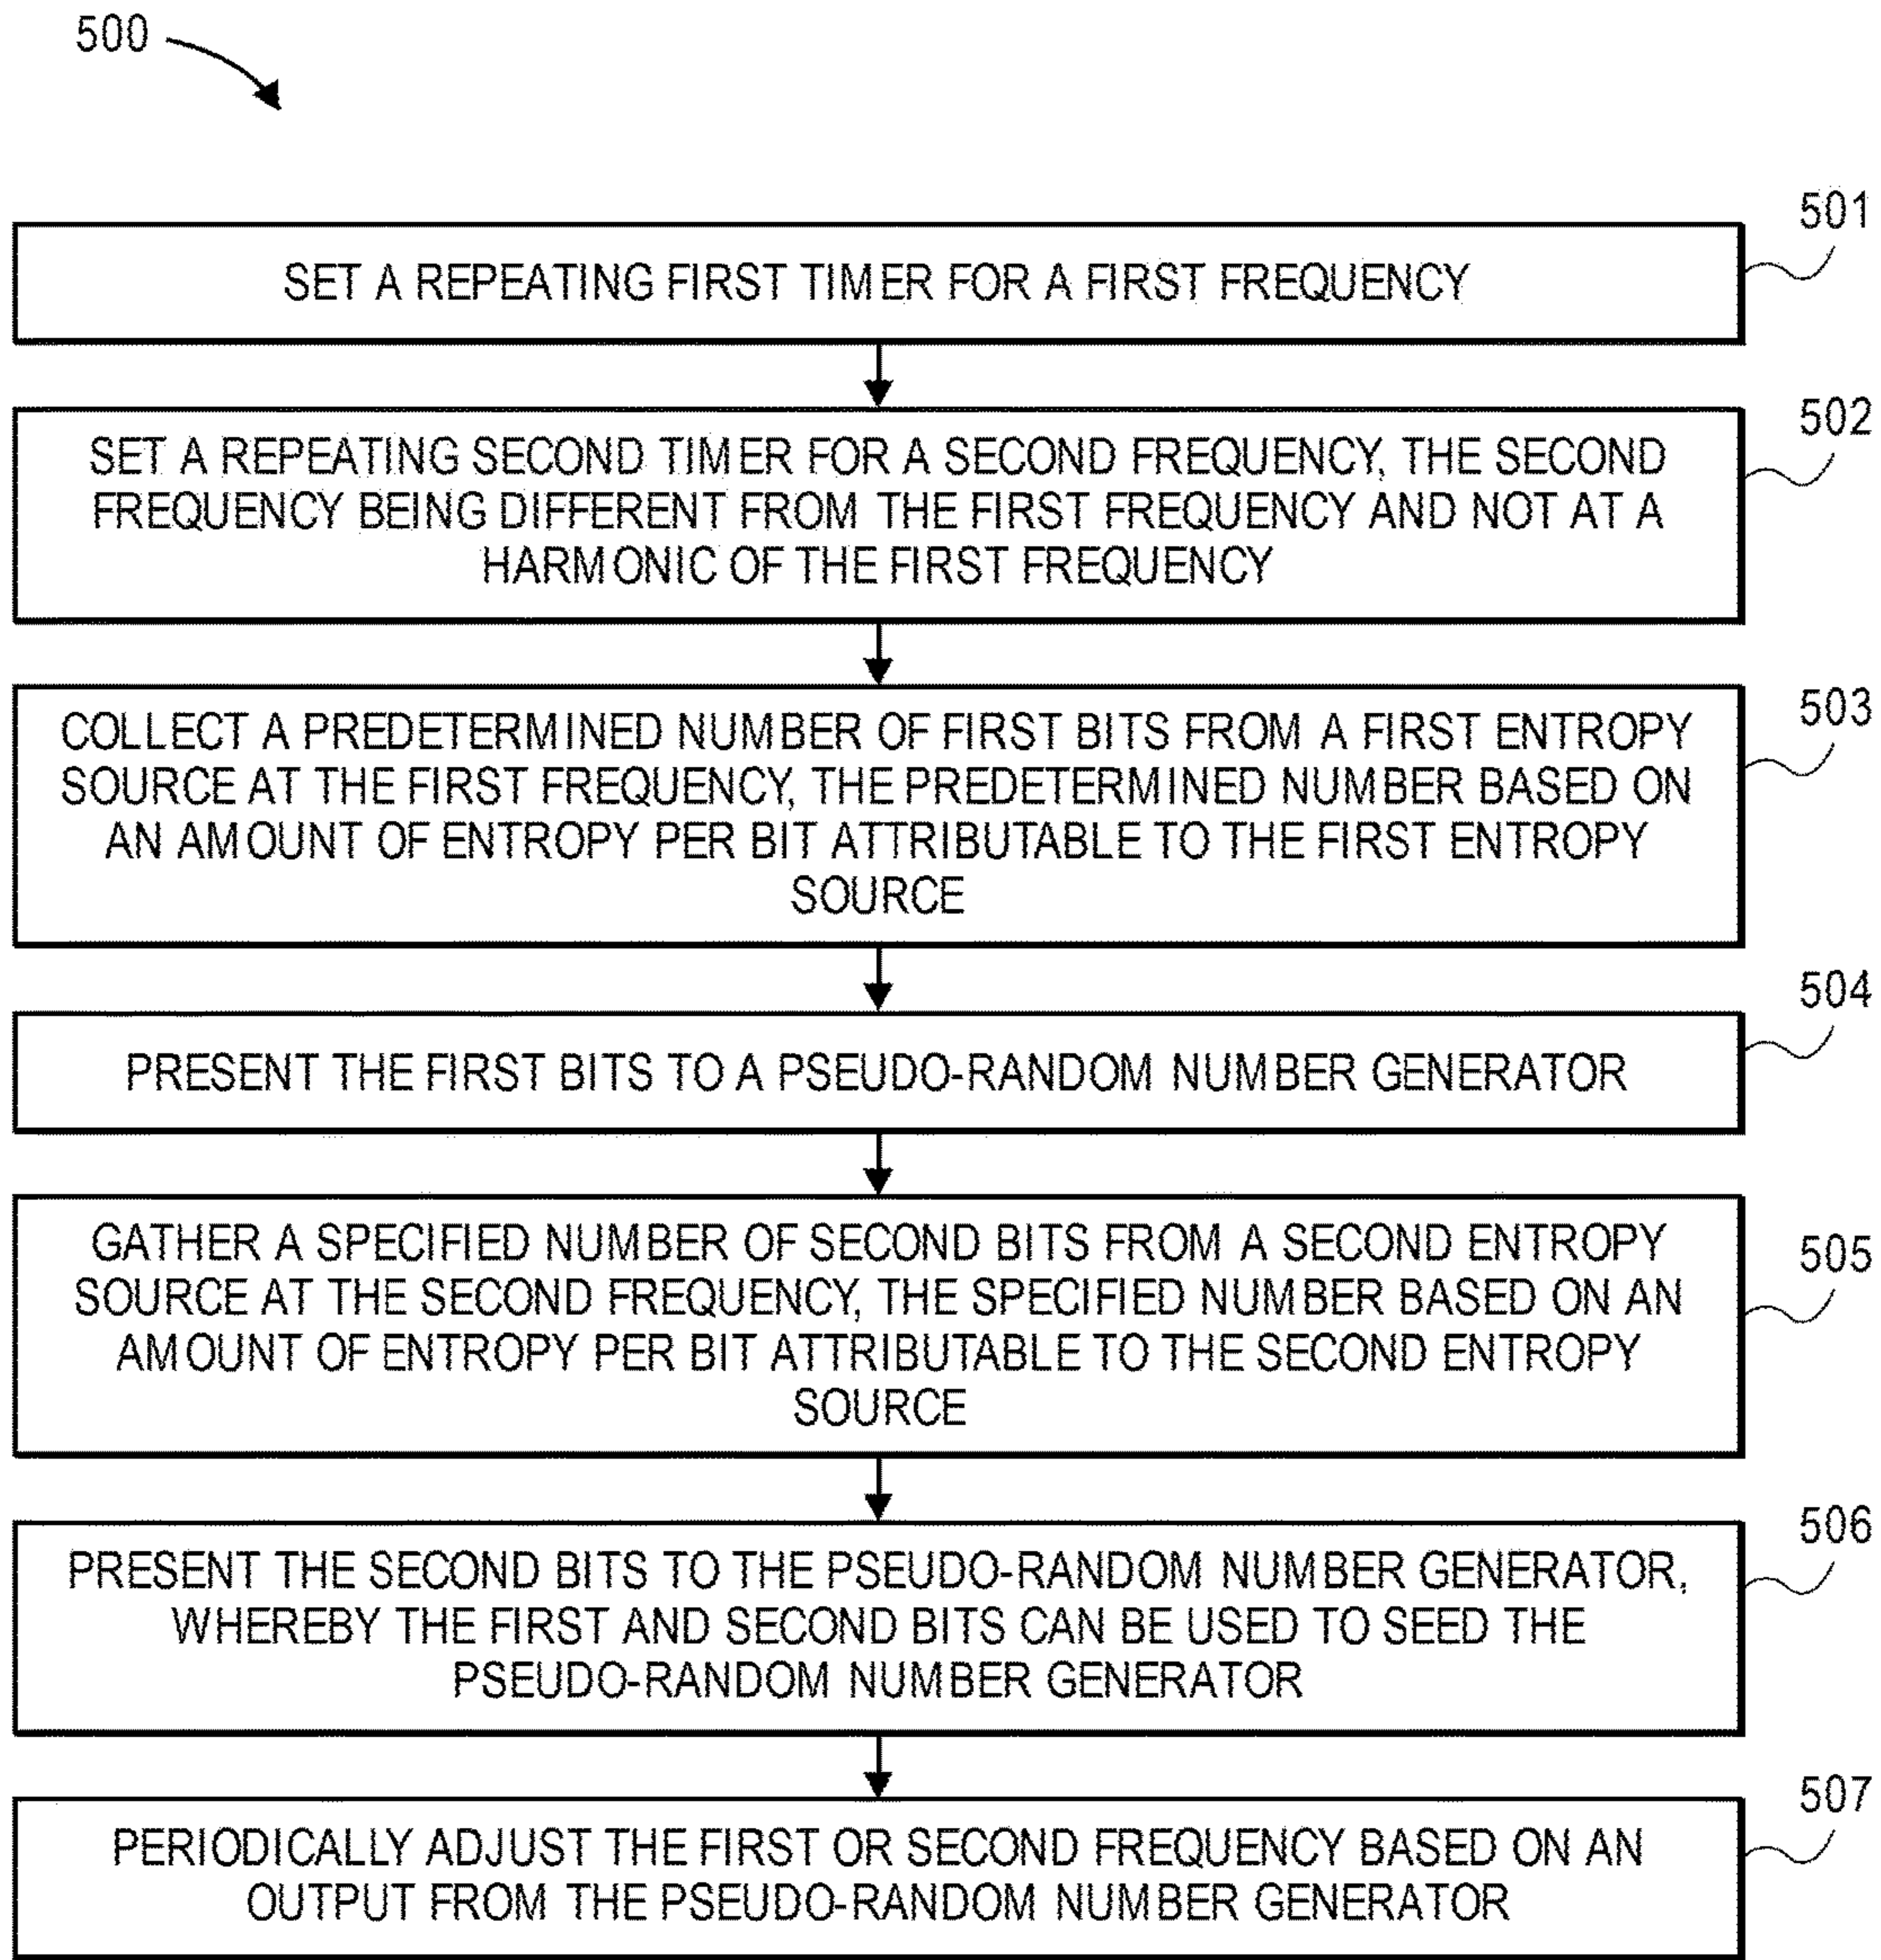 500
501
SET A REPEATING FIRST TIMER FOR A FIRST FREQUENCY
502
SET A REPEATING SECOND TIMER FOR A SECOND FREQUENCY, THE SECOND
FREQUENCY BEING DIFFERENT FROM THE FIRST FREQUENCY AND NOT AT A
HARMONIC OF THE FIRST FREQUENCY
503
COLLECT A PREDETERMINED NUMBER OF FIRST BITS FROM A FIRST ENTROPY
SOURCE AT THE FIRST FREQUENCY, THE PREDETERMINED NUMBER BASED ON
AN AMOUNT OF ENTROPY PER BIT ATTRIBUTABLE TO THE FIRST ENTROPY
SOURCE
504
PRESENT THE FIRST BITS TO A PSEUDO-RANDOM NUMBER GENERATOR
505
GATHER A SPECIFIED NUMBER OF SECOND BITS FROM A SECOND ENTROPY
SOURCE AT THE SECOND FREQUENCY, THE SPECIFIED NUMBER BASED ON AN
AMOUNT OF ENTROPY PER BIT ATTRIBUTABLE TO THE SECOND ENTROPY
SOURCE
506
PRESENT THE SECOND BITS TO THE PSEUDO-RANDOM NUMBER GENERATOR,
WHEREBY THE FIRST AND SECOND BITS CAN BE USED TO SEED THE
PSEUDO-RANDOM NUMBER GENERATOR
507
PERIODICALLY ADJUST THE FIRST OR SECOND FREQUENCY BASED ON AN
OUTPUT FROM THE PSEUDO-RANDOM NUMBER GENERATOR